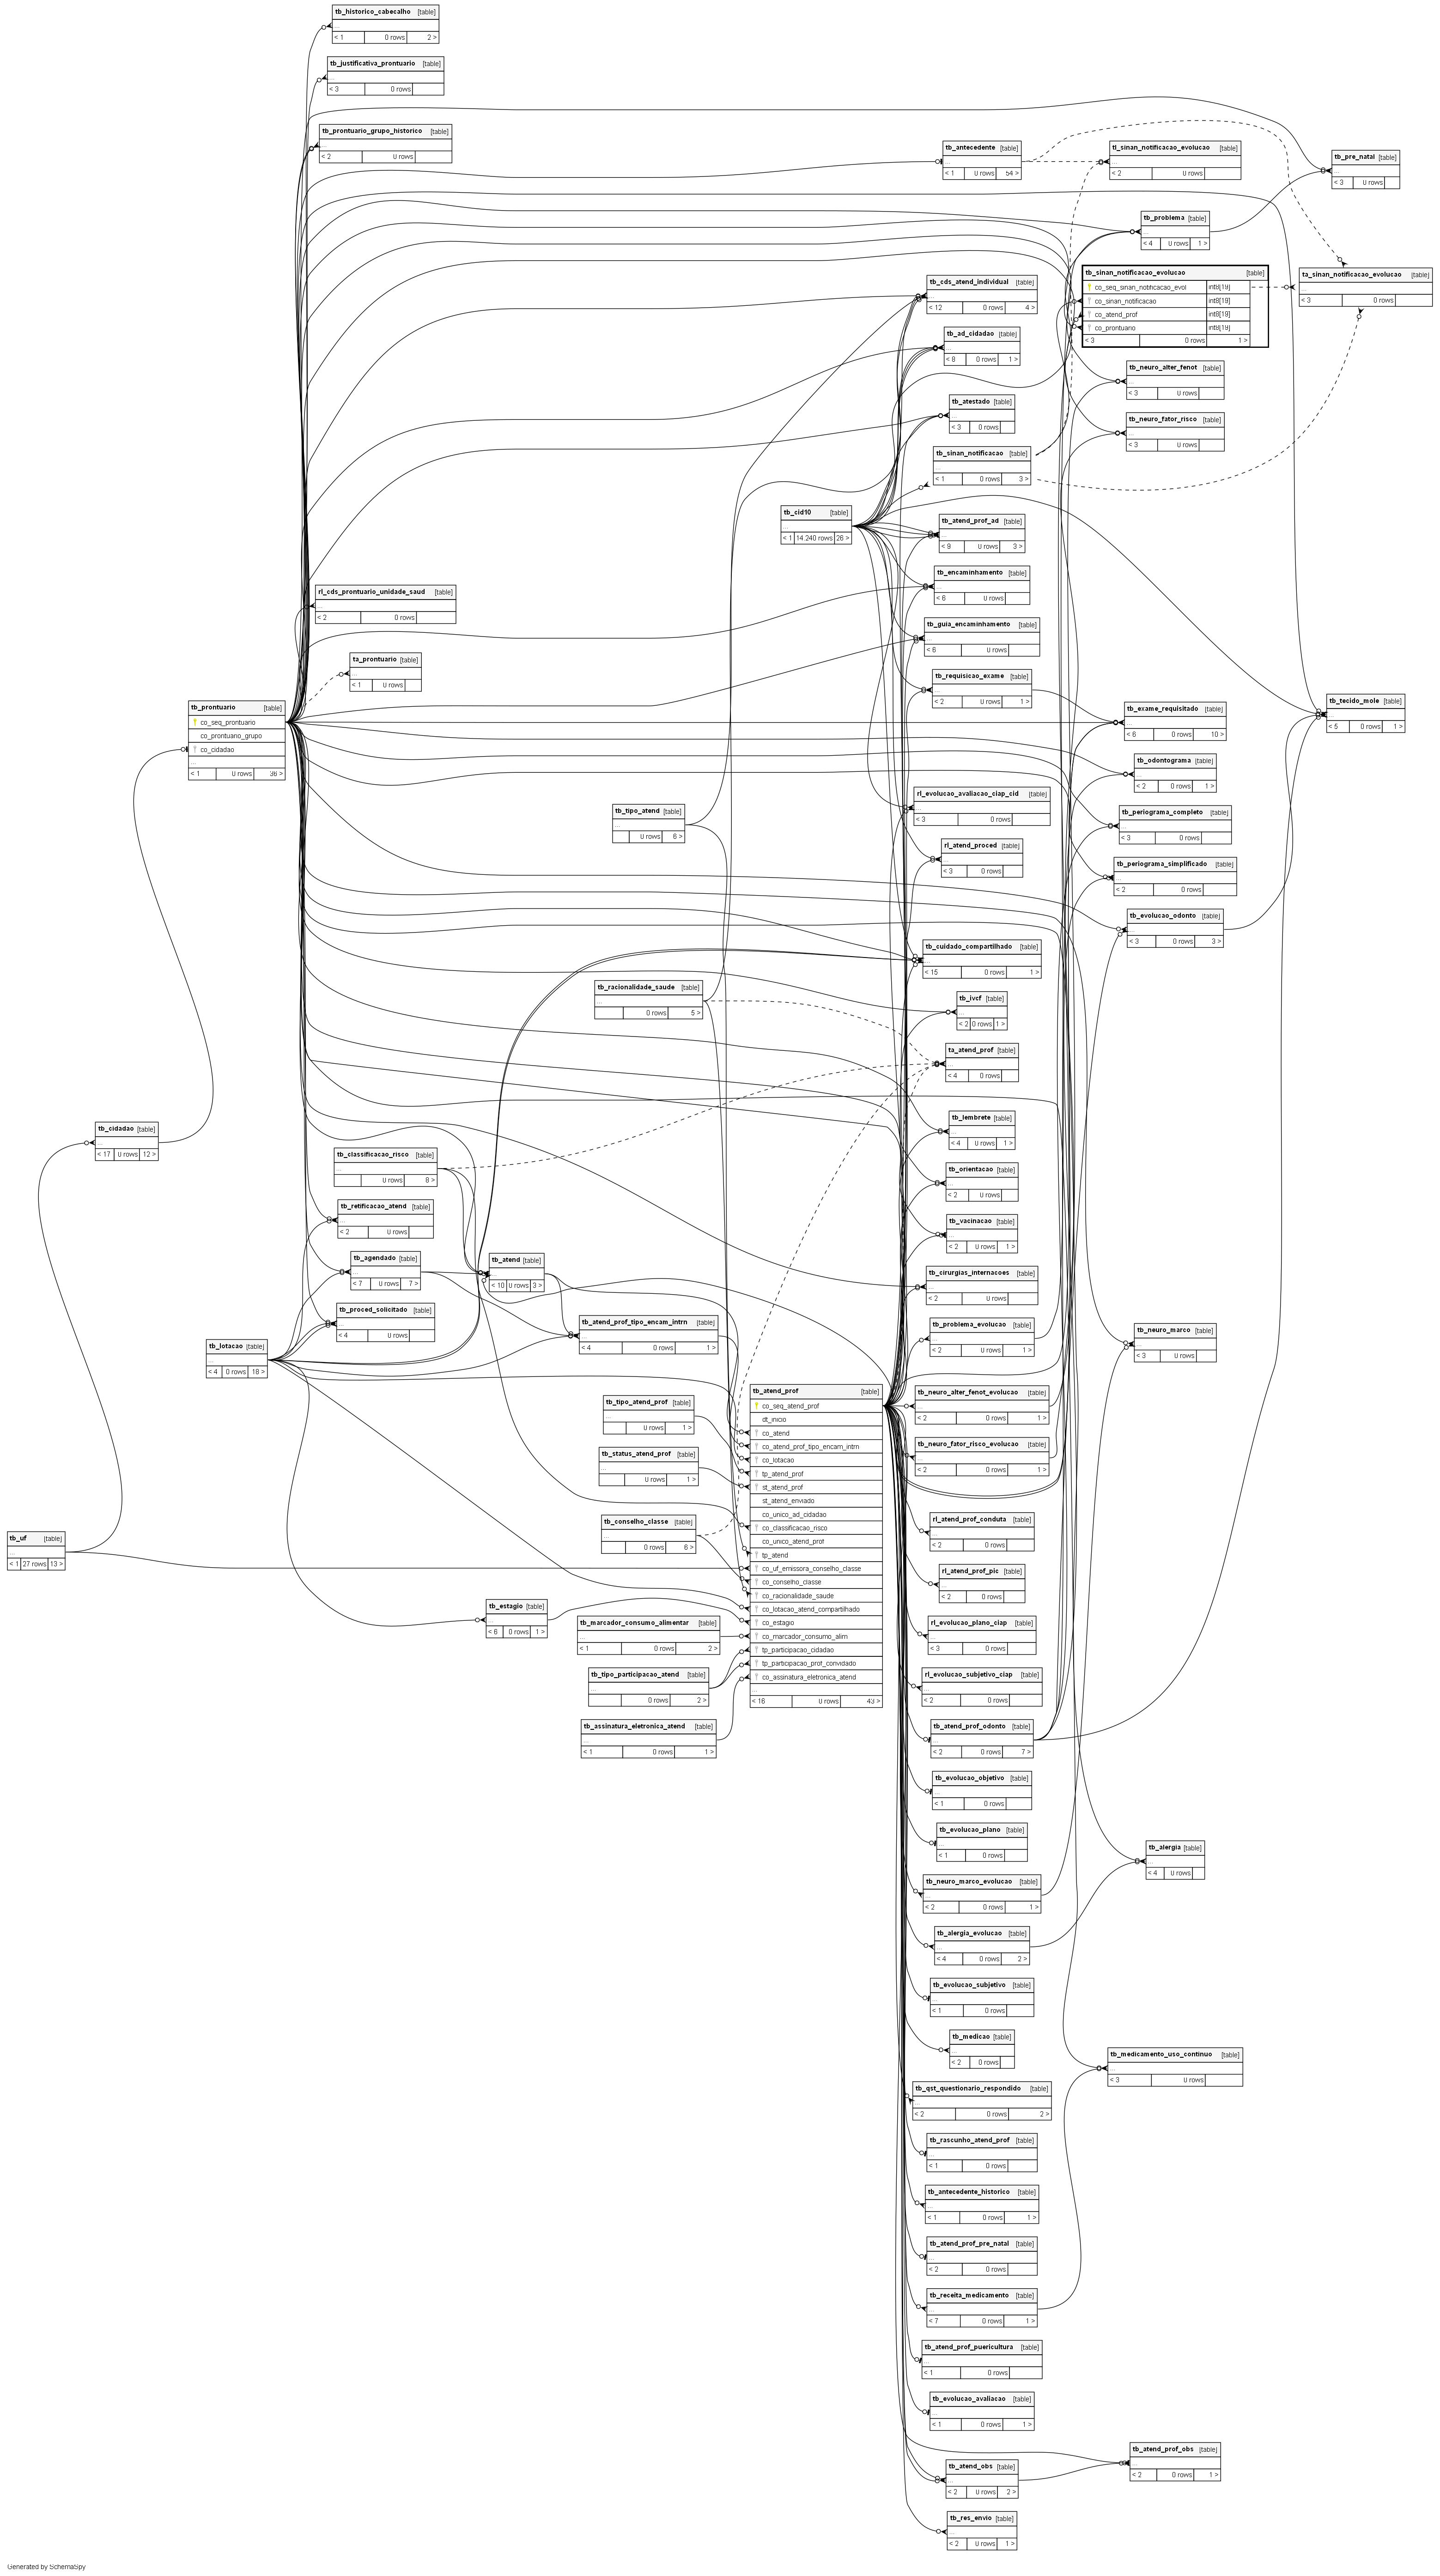 tb_historico_cabecalho [table]
...
< 1 0 rows 2 >
tb_justificativa_prontuario [table]
...
< 3 0 rows
tb_prontuario_grupo_historico [table]
...
< 2 0 rows
tb_antecedente [table]
...
< 1 0 rows 54 >
tl_sinan_notificacao_evolucao [table]
...
< 2 0 rows
tb_pre_natal [table]
...
< 3 0 rows
tb_problema [table]
...
< 4 0 rows 1 >
tb_sinan_notificacao_evolucao [table]
co_seq_sinan_notificacao_evol int8[19]
co_sinan_notificacao int8[19]
co_atend_prof int8[19]
co_prontuario int8[19]
< 3 0 rows 1 >
ta_sinan_notificacao_evolucao [table]
...
< 3 0 rows
tb_cds_atend_individual [table]
...
< 12 0 rows 4 >
tb_ad_cidadao [table]
...
< 8 0 rows 1 >
tb_neuro_alter_fenot [table]
...
< 3 0 rows
tb_atestado [table]
...
< 3 0 rows
tb_neuro_fator_risco [table]
...
< 3 0 rows
tb_sinan_notificacao [table]
...
< 1 0 rows 3 >
tb_cid10 [table]
...
< 1 14.240 rows 26 >
tb_atend_prof_ad [table]
...
< 9 0 rows 3 >
tb_encaminhamento [table]
...
< 6 0 rows
rl_cds_prontuario_unidade_saud [table]
...
< 2 0 rows
tb_guia_encaminhamento [table]
...
< 6 0 rows
ta_prontuario [table]
...
< 1 0 rows
tb_requisicao_exame [table]
...
< 2 0 rows 1 >
tb_prontuario [table]
co_seq_prontuario
co_prontuario_grupo
co_cidadao
...
< 1 0 rows 36 >
tb_exame_requisitado [table]
...
< 6 0 rows 10 >
tb_tecido_mole [table]
...
< 5 0 rows 1 >
tb_odontograma [table]
...
< 2 0 rows 1 >
rl_evolucao_avaliacao_ciap_cid [table]
...
< 3 0 rows
tb_tipo_atend [table]
...
0 rows 6 >
tb_periograma_completo [table]
...
< 3 0 rows
rl_atend_proced [table]
...
< 3 0 rows
tb_periograma_simplificado [table]
...
< 2 0 rows
tb_evolucao_odonto [table]
...
< 3 0 rows 3 >
tb_cuidado_compartilhado [table]
...
< 15 0 rows 1 >
tb_racionalidade_saude [table]
...
0 rows 5 >
tb_ivcf [table]
...
< 2 0 rows 1 >
ta_atend_prof [table]
...
< 4 0 rows
tb_cidadao [table]
...
< 17 0 rows 12 >
tb_lembrete [table]
...
< 4 0 rows 1 >
tb_classificacao_risco [table]
...
0 rows 8 >
tb_orientacao [table]
...
< 2 0 rows
tb_retificacao_atend [table]
...
< 2 0 rows
tb_vacinacao [table]
...
< 2 0 rows 1 >
tb_agendado [table]
...
< 7 0 rows 7 >
tb_atend [table]
...
< 10 0 rows 3 >
tb_cirurgias_internacoes [table]
...
< 2 0 rows
tb_proced_solicitado [table]
...
< 4 0 rows
tb_atend_prof_tipo_encam_intrn [table]
...
< 4 0 rows 1 >
tb_problema_evolucao [table]
...
< 2 0 rows 1 >
tb_neuro_marco [table]
...
< 3 0 rows
tb_lotacao [table]
...
< 4 0 rows 18 >
tb_atend_prof [table]
co_seq_atend_prof
dt_inicio
co_atend
co_atend_prof_tipo_encam_intrn
co_lotacao
tp_atend_prof
st_atend_prof
st_atend_enviado
co_unico_ad_cidadao
co_classificacao_risco
co_unico_atend_prof
tp_atend
co_uf_emissora_conselho_classe
co_conselho_classe
co_racionalidade_saude
co_lotacao_atend_compartilhado
co_estagio
co_marcador_consumo_alim
tp_participacao_cidadao
tp_participacao_prof_convidado
co_assinatura_eletronica_atend
...
< 16 0 rows 43 >
tb_tipo_atend_prof [table]
...
0 rows 1 >
tb_neuro_alter_fenot_evolucao [table]
...
< 2 0 rows 1 >
tb_status_atend_prof [table]
...
0 rows 1 >
tb_neuro_fator_risco_evolucao [table]
...
< 2 0 rows 1 >
tb_conselho_classe [table]
...
0 rows 6 >
rl_atend_prof_conduta [table]
...
< 2 0 rows
tb_uf [table]
...
< 1 27 rows 13 >
rl_atend_prof_pic [table]
...
< 2 0 rows
tb_estagio [table]
...
< 6 0 rows 1 >
tb_marcador_consumo_alimentar [table]
...
< 1 0 rows 2 >
rl_evolucao_plano_ciap [table]
...
< 3 0 rows
tb_tipo_participacao_atend [table]
...
0 rows 2 >
rl_evolucao_subjetivo_ciap [table]
...
< 2 0 rows
tb_assinatura_eletronica_atend [table]
...
< 1 0 rows 1 >
tb_atend_prof_odonto [table]
...
< 2 0 rows 7 >
tb_evolucao_objetivo [table]
...
< 1 0 rows
tb_evolucao_plano [table]
...
< 1 0 rows
tb_alergia [table]
...
< 4 0 rows
tb_neuro_marco_evolucao [table]
...
< 2 0 rows 1 >
tb_alergia_evolucao [table]
...
< 4 0 rows 2 >
tb_evolucao_subjetivo [table]
...
< 1 0 rows
tb_medicao [table]
...
< 2 0 rows
tb_medicamento_uso_continuo [table]
...
< 3 0 rows
tb_qst_questionario_respondido [table]
...
< 2 0 rows 2 >
tb_rascunho_atend_prof [table]
...
< 1 0 rows
tb_antecedente_historico [table]
...
< 1 0 rows 1 >
tb_atend_prof_pre_natal [table]
...
< 2 0 rows
tb_receita_medicamento [table]
...
< 7 0 rows 1 >
tb_atend_prof_puericultura [table]
...
< 1 0 rows
tb_evolucao_avaliacao [table]
...
< 1 0 rows 1 >
tb_atend_prof_obs [table]
...
< 2 0 rows 1 >
tb_atend_obs [table]
...
< 2 0 rows 2 >
tb_res_envio [table]
...
< 2 0 rows 1 >
Generated by SchemaSpy